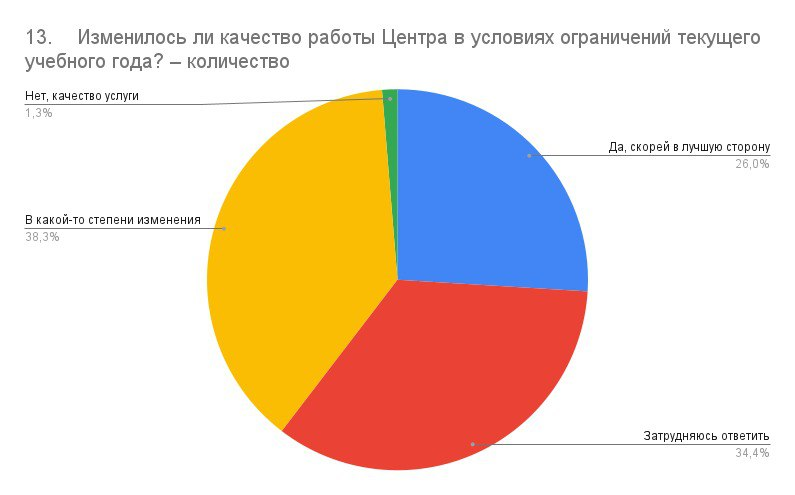 13. Изменилось ли качество работы Центра в условиях ограничений текущего
учебного года? – количество
Нет, качество услуги
1,3%
Да, скорей в лучшую сторону
26,0%
В какой-то степени изменения
38,3%
Затрудняюсь ответить
34,4%